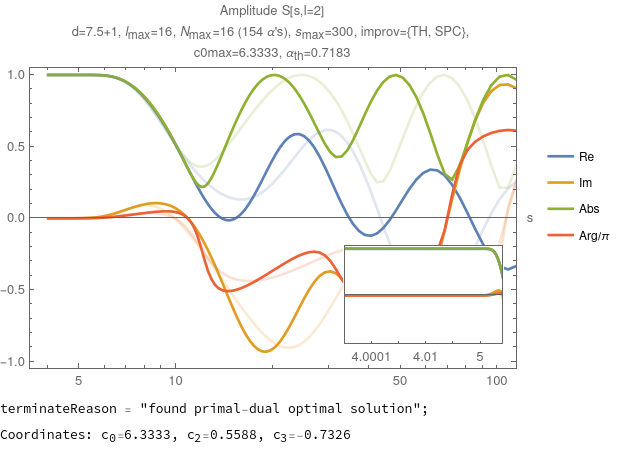 Amplitude S[s,l=2]
d=7.5+1, lmax=16, Nmax=16 (154 α's), smax=300, improv={TH, SPC},
c0max=6.3333, αth=0.7183
1.0
0.5
0.0
-0.5
-1.0
s
4.0001 4.01 5
5 10 50 100
Re
Im
Abs
Arg/π
terminateReason = "found primal-dual optimal solution";
Coordinates: c0=6.3333, c2=0.5588, c3=-0.7326